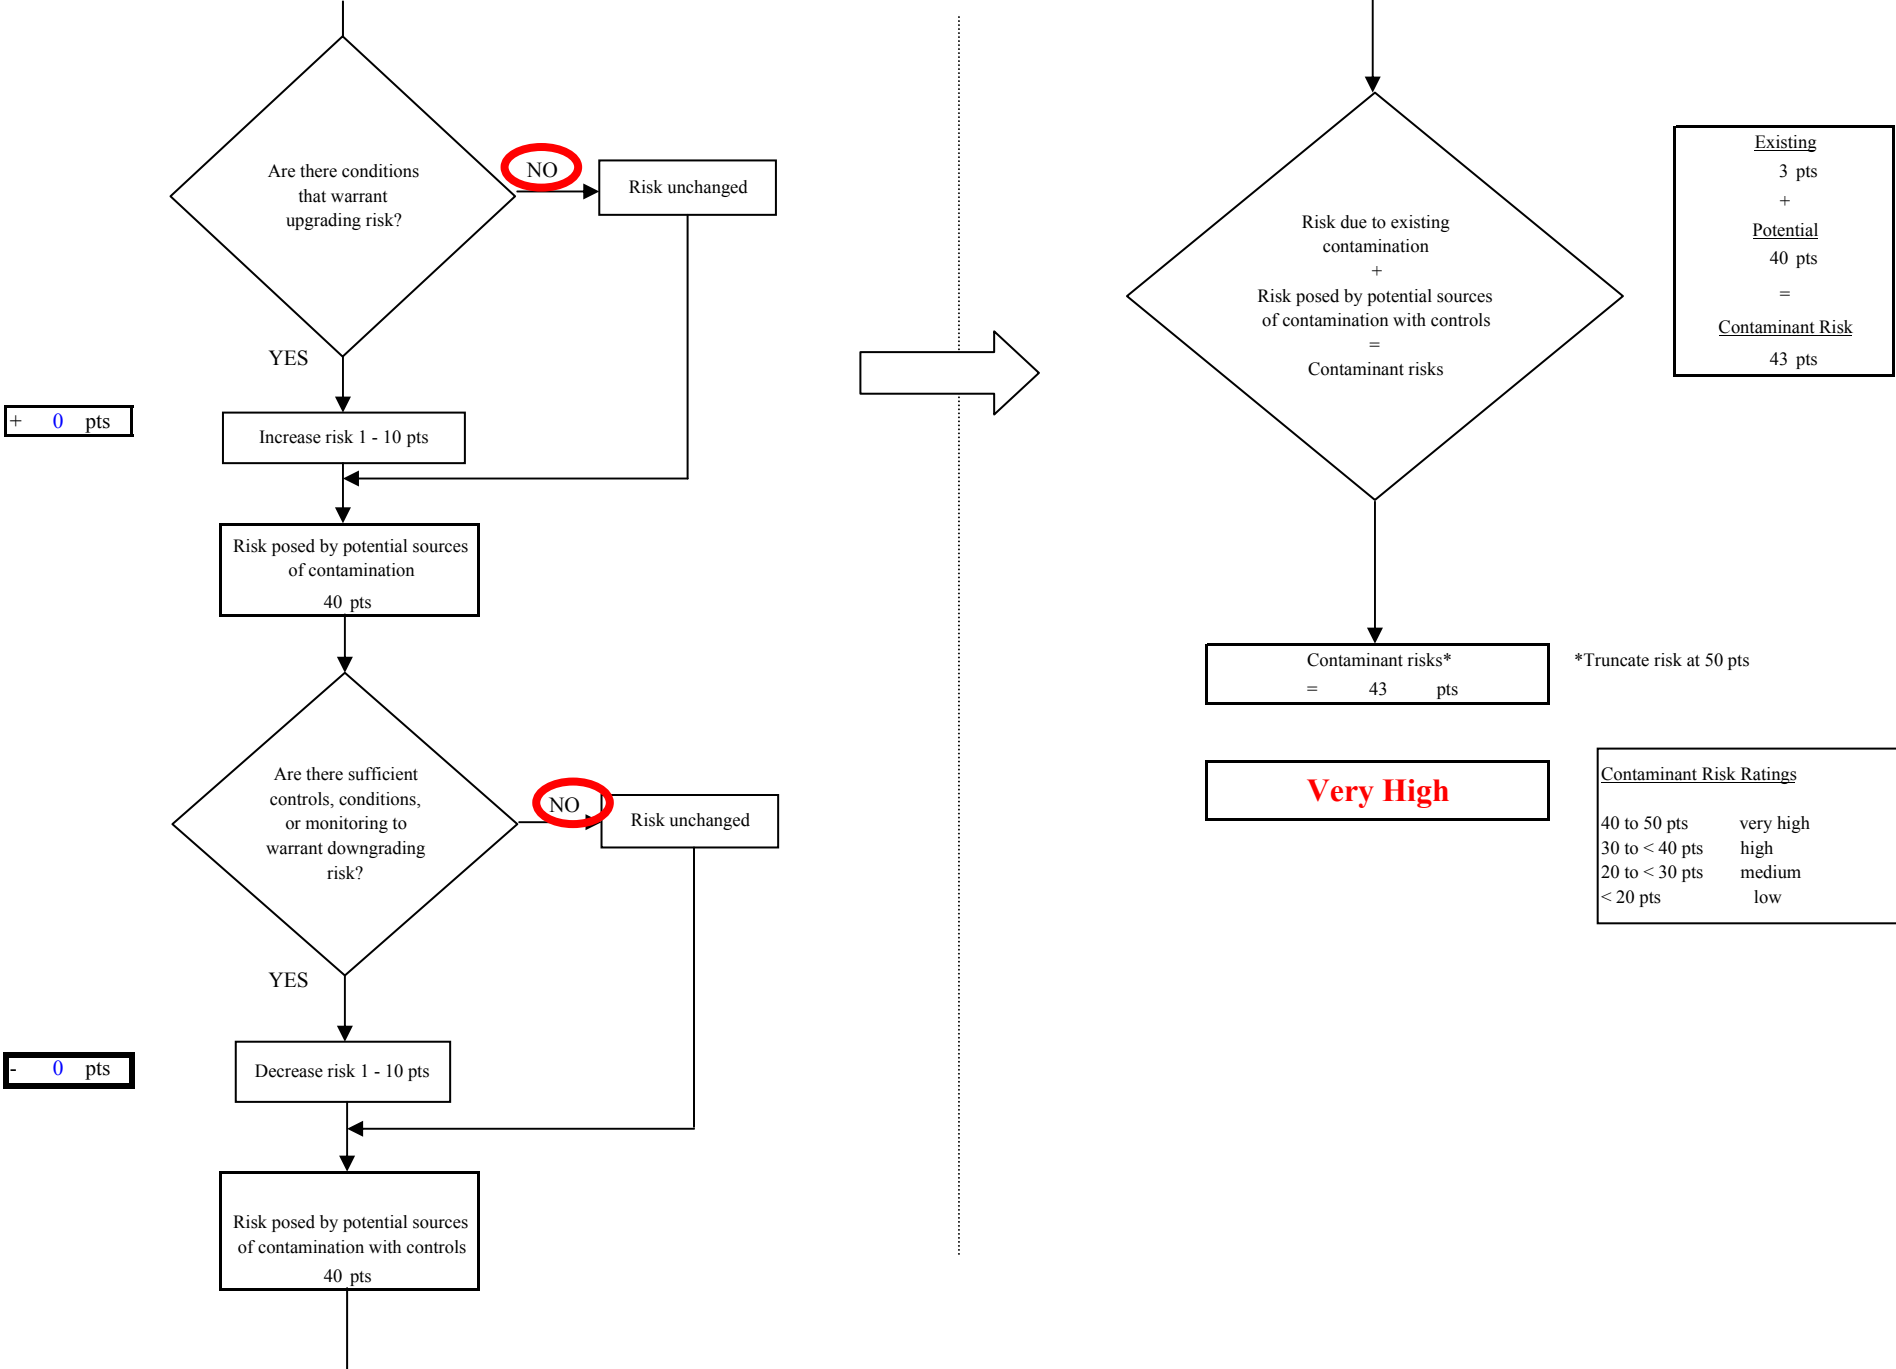 Are there conditions
that warrant
upgrading risk?
NO
Risk unchanged
YES
+ 0 pts
Increase risk 1 - 10 pts
Risk posed by potential sources
of contamination
40 pts
Are there sufficient
controls, conditions,
or monitoring to
warrant downgrading
risk?
NO
Risk unchanged
YES
- 0 pts
Decrease risk 1 - 10 pts
Risk posed by potential sources
of contamination with controls
40 pts
Risk due to existing
contamination
+
Risk posed by potential sources
of contamination with controls
=
Contaminant risks
Existing
3 pts
+
Potential
40 pts
=
Contaminant Risk
43 pts
Contaminant risks*
= 43 pts
*Truncate risk at 50 pts
Very High
Contaminant Risk Ratings
40 to 50 pts very high
30 to < 40 pts high
20 to < 30 pts medium
< 20 pts low